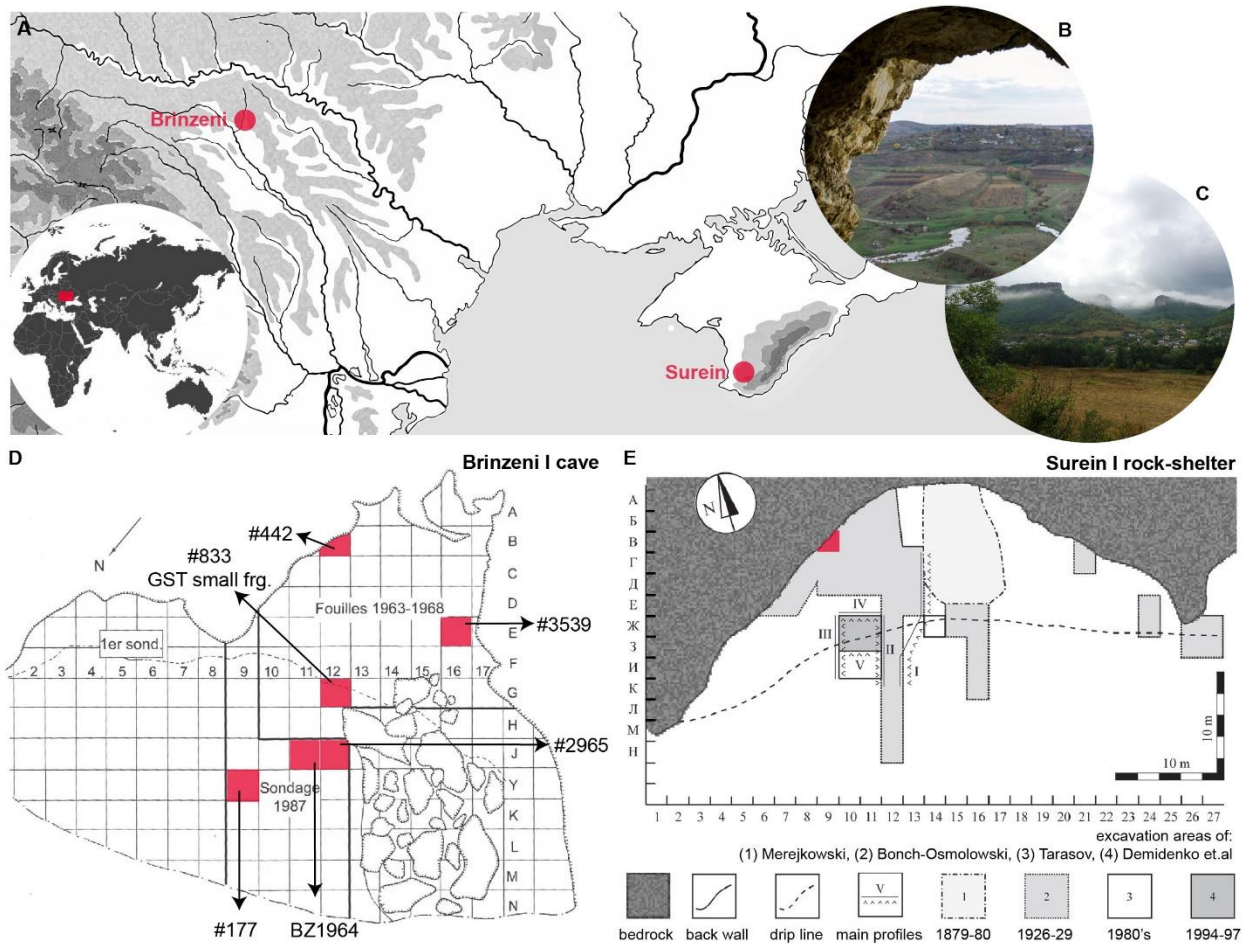 A
B
C
Brinzeni
Surein
D
Brinzeni I cave
#442
#833
GST small frg.
N
Fouilles 1963-1968
1er sond.
#3539
2 3 4 5 6 7 8 9 10 11 12 13 14 15 16 17
A
B
C
D
E
F
G
H
J
Y
K
L
M
N
#2965
Sondage
1987
#177
BZ1964
E
Surein I rock-shelter
N
А
Б
В
Г
Д
Е
Ж
З
И
К
Л
М
Н
IV
III
II
V
I
10 m
10 m
1 2 3 4 5 6 7 8 9 10 11 12 13 14 15 16 17 18 19 20 21 22 23 24 25 26 27
excavation areas of:
(1) Merejkowski, (2) Bonch-Osmolowski, (3) Tarasov, (4) Demidenko et.al
V
1
2
3
4
bedrock
back wall
drip line
main profiles
1879-80
1926-29
1980's
1994-97